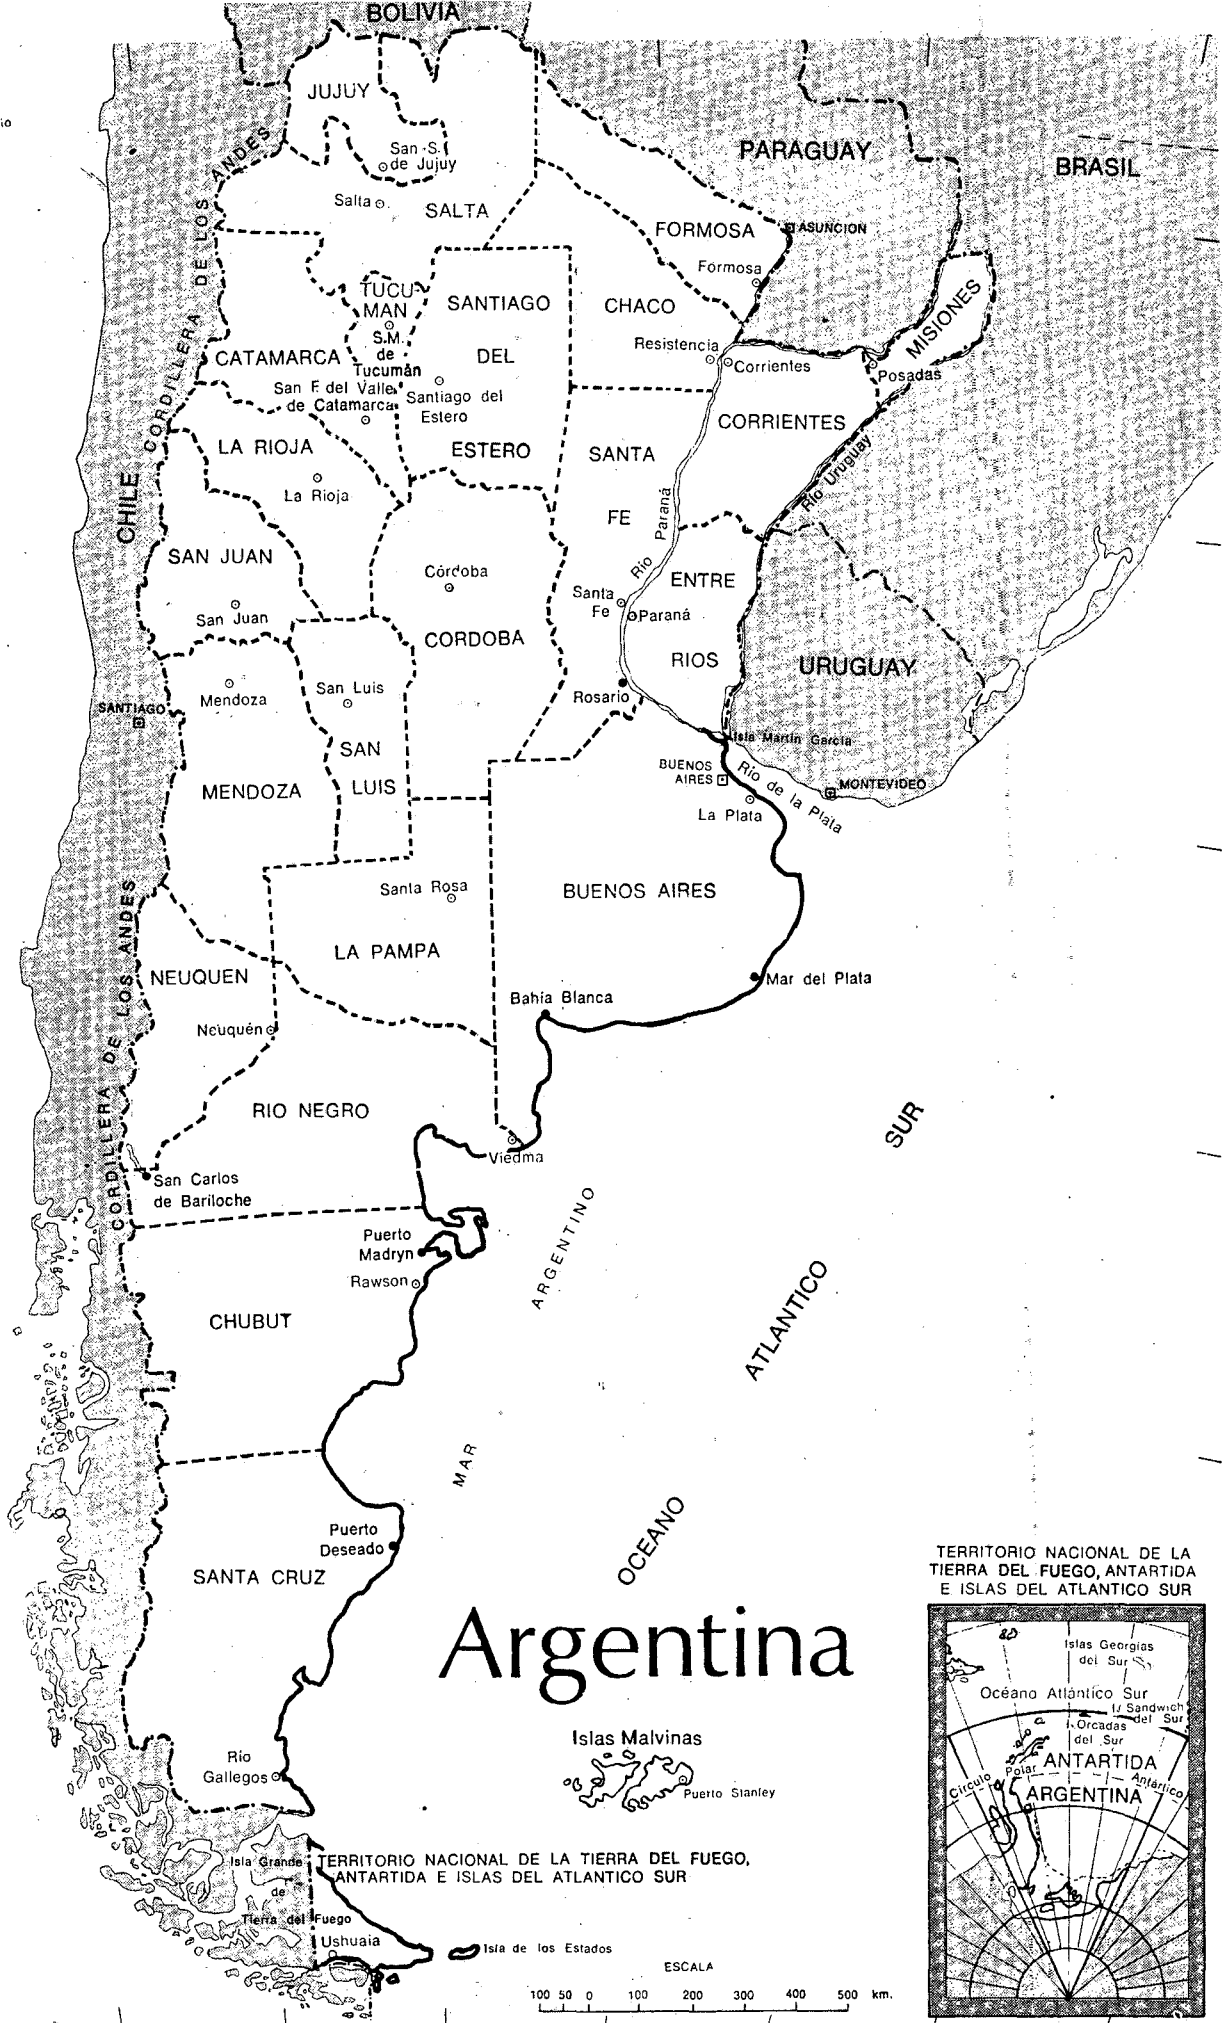 BOLIVIA
JUJUY
San S.
de Jujuy
CORDILLERA DE LOS ANDES
PARAGUAY
BRASIL
Salta
SALTA
FORMOSA
ASUNCION
Formosa
TUCU
MAN
SANTIAGO
CHACO
MISIONES
S.M.
de
Tucumán
CATAMARCA
DEL
Resistencia
Corrientes
Posadas
San F. del Valle
de Catamarca
Santiago del
Estero
CORRIENTES
LA RIOJA
ESTERO
SANTA
La Rioja
CHILE
FE
Rio Paraná
Rio Uruguay
SAN JUAN
Córdoba
ENTRE
San Juan
Santa
Fe
Paraná
CORDOBA
RIOS
URUGUAY
Mendoza
San Luis
Rosario
SANTIAGO
SAN
Isla Martín García
MENDOZA
LUIS
BUENOS
AIRES
Rio de la Plata
MONTEVIDEO
La Plata
Santa Rosa
BUENOS AIRES
CORDILLERA DE LOS ANDES
LA PAMPA
NEUQUEN
Mar del Plata
Bahía Blanca
Neuquén
RIO NEGRO
SUR
Viedma
San Carlos
de Bariloche
ARGENTINO
Puerto
Madryn
Rawson
ATLANTICO
CHUBUT
MAR
OCEANO
Puerto
Deseado
SANTA CRUZ
TERRITORIO NACIONAL DE LA
TIERRA DEL FUEGO, ANTARTIDA
E ISLAS DEL ATLANTICO SUR
Argentina
Islas Georgias
del Sur
Océano Atlántico Sur
Sandwich
del Sur
Orcadas
del Sur
ANTARTIDA
Círculo Polar Antártico
ARGENTINA
Islas Malvinas
Puerto Stanley
Río
Gallegos
Isla Grande
de
Tierra del Fuego
TERRITORIO NACIONAL DE LA TIERRA DEL FUEGO,
ANTARTIDA E ISLAS DEL ATLANTICO SUR
Ushuaia
Isla de los Estados
ESCALA
100 50 0 100 200 300 400 500 km.